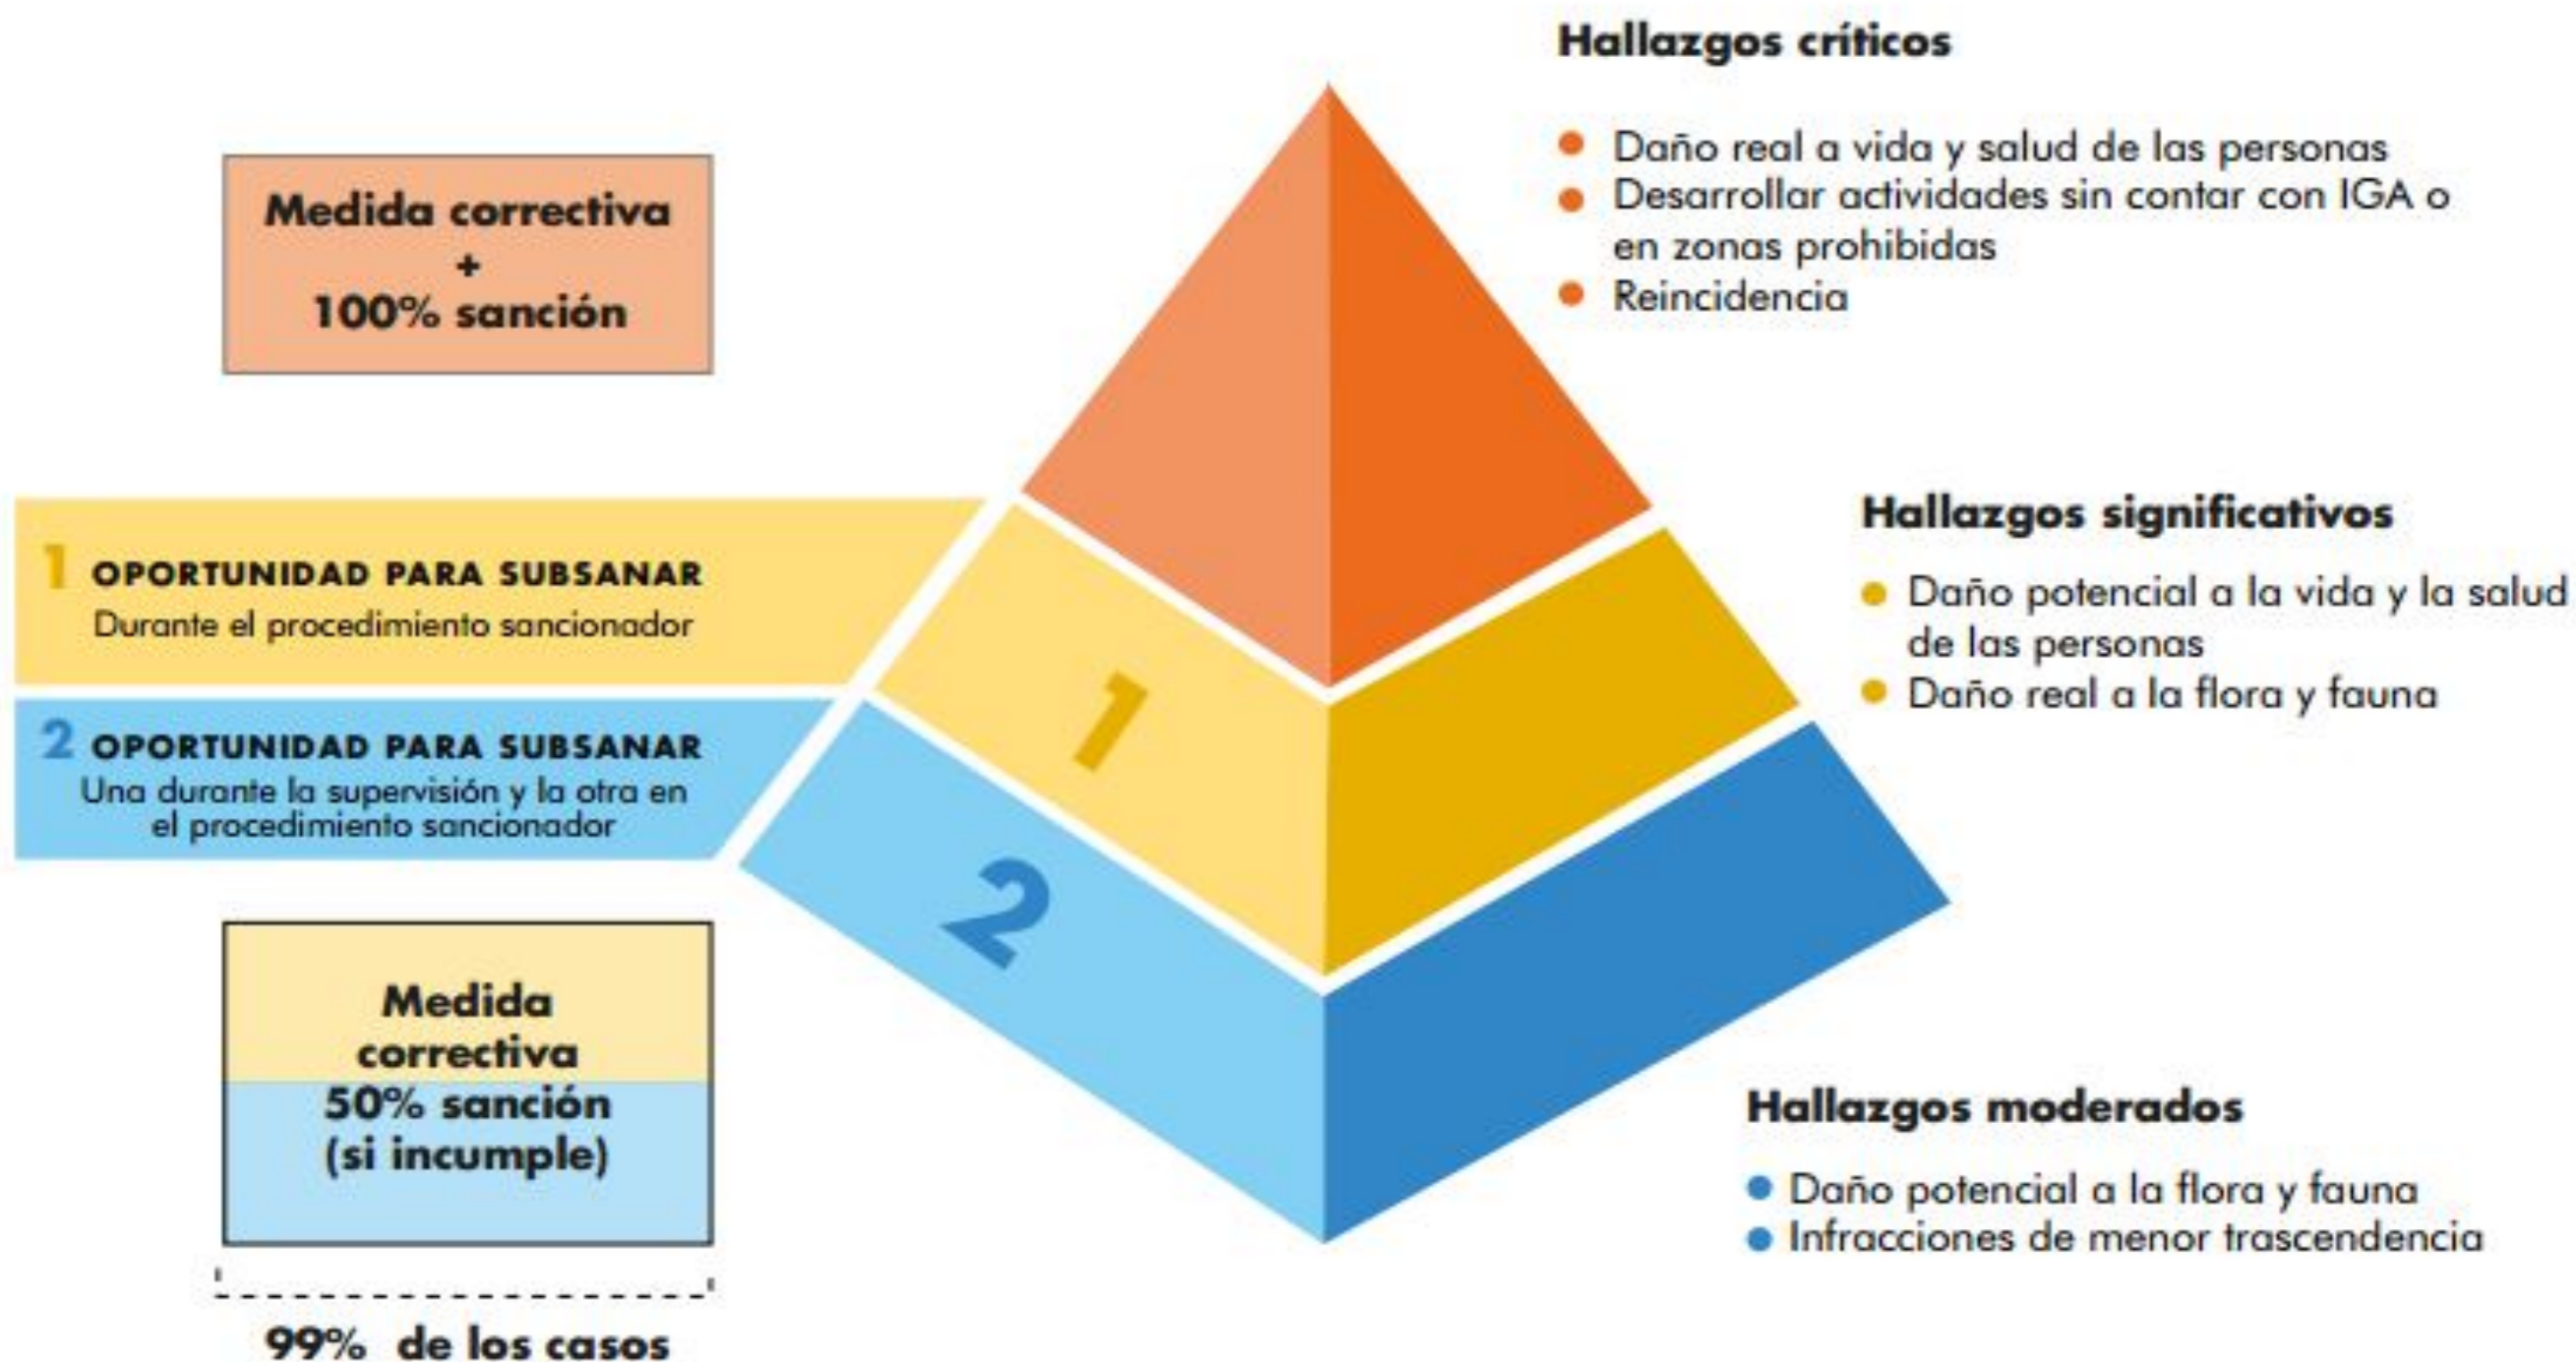 Hallazgos críticos
Daño real a vida y salud de las personas
Desarrollar actividades sin contar con IGA o
en zonas prohibidas
Reincidencia
Medida correctiva
+
100% sanción
1 OPORTUNIDAD PARA SUBSANAR
Durante el procedimiento sancionador
2 OPORTUNIDAD PARA SUBSANAR
Una durante la supervisión y la otra en
el procedimiento sancionador
1
2
Hallazgos significativos
Daño potencial a la vida y la salud
de las personas
Daño real a la flora y fauna
Medida
correctiva
50% sanción
(si incumple)
99% de los casos
Hallazgos moderados
Daño potencial a la flora y fauna
Infracciones de menor trascendencia